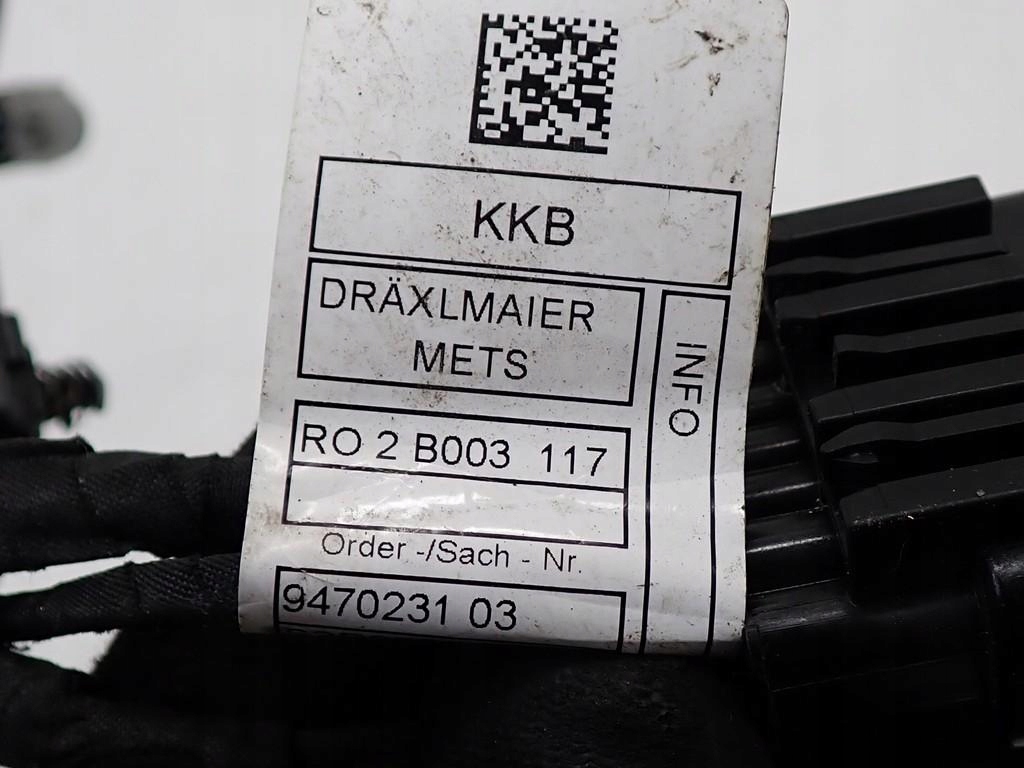 KKB
DRÄXLMAIER
METS
INFO
RO 2 B003 117
Order -/Sach - Nr.
9470231 03